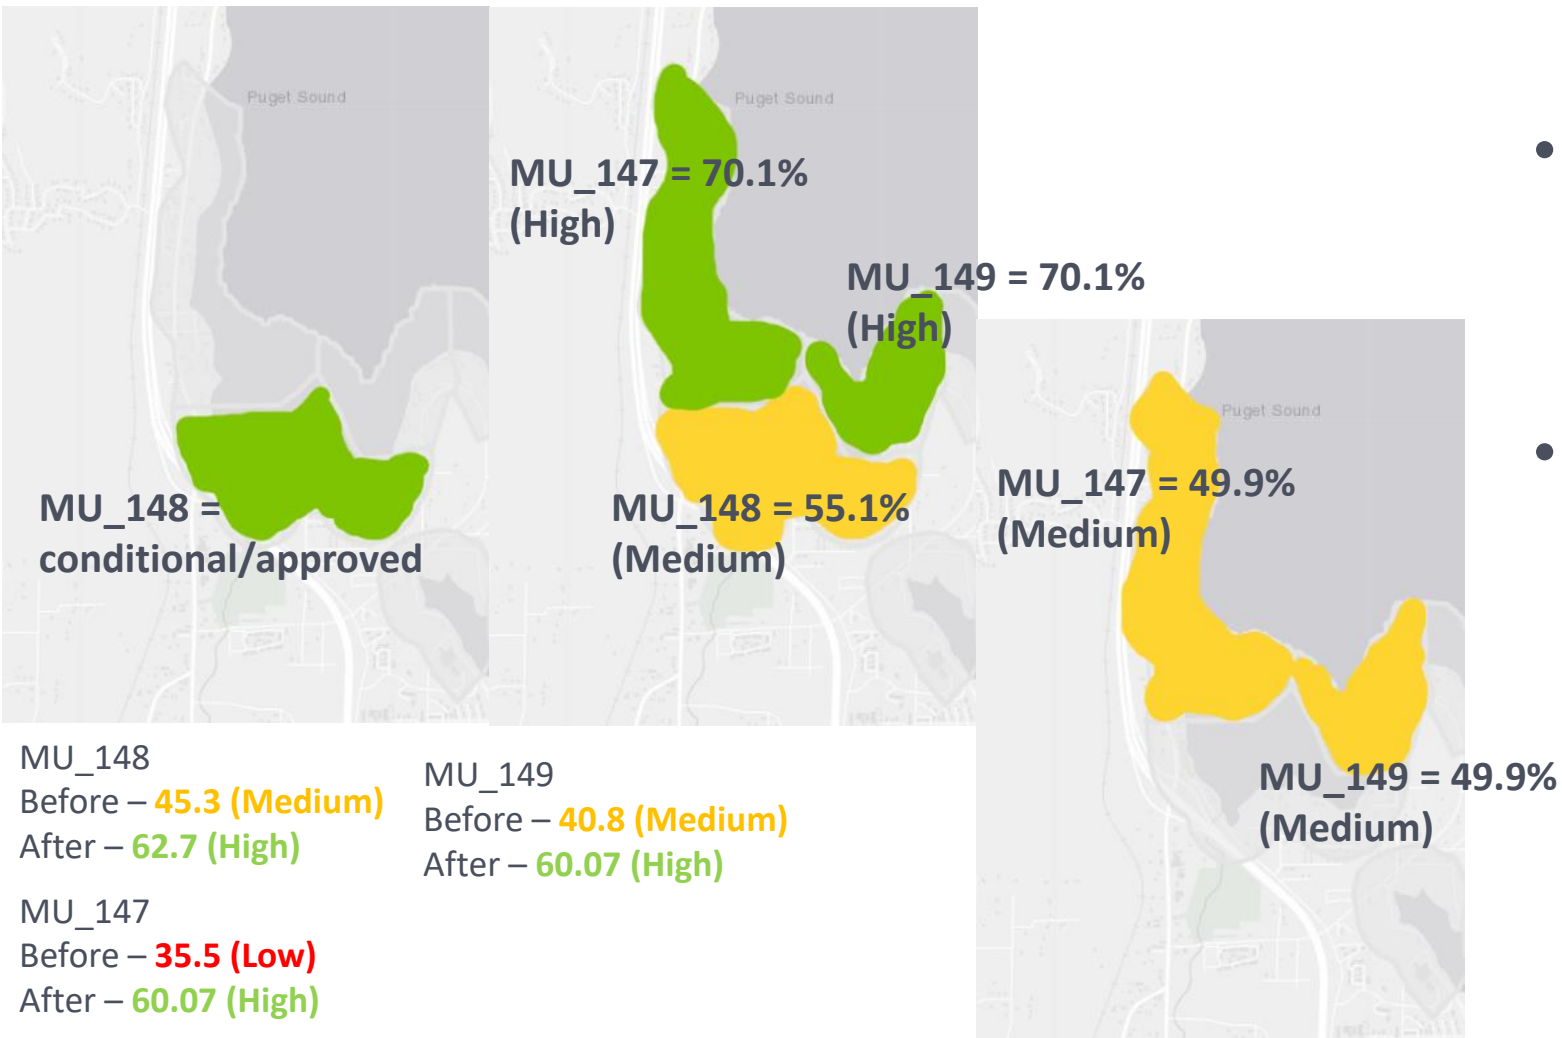 Puget Sound
MU_148 =
conditional/approved
Puget Sound
MU_147 = 70.1%
(High)
MU_149 = 70.1%
(High)
MU_148 = 55.1%
(Medium)
Puget Sound
MU_147 = 49.9%
(Medium)
MU_149 = 49.9%
(Medium)
MU_148
Before – 45.3 (Medium)
After – 62.7 (High)
MU_149
Before – 40.8 (Medium)
After – 60.07 (High)
MU_147
Before – 35.5 (Low)
After – 60.07 (High)
•
•